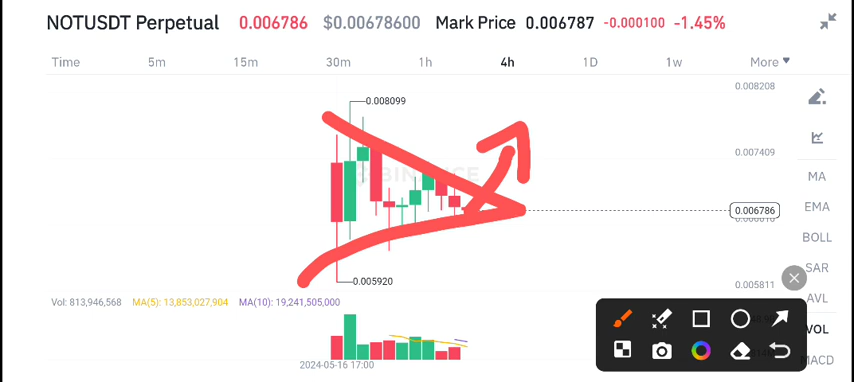 NOTUSDT Perpetual 0.006786 $0.00678600 Mark Price 0.006787 -0.000100 -1.45%
Time 5m 15m 30m 1h 4h 1D 1w More
0.008208
0.008099
0.007409
BINANCE
MA
EMA
0.006786
BOLL
SAR
0.005920
0.005811
AVL
Vol: 813,946,568 MA(5): 13,853,027,904 MA(10): 19,241,505,000
VOL
MACD
2024-05-16 17:00